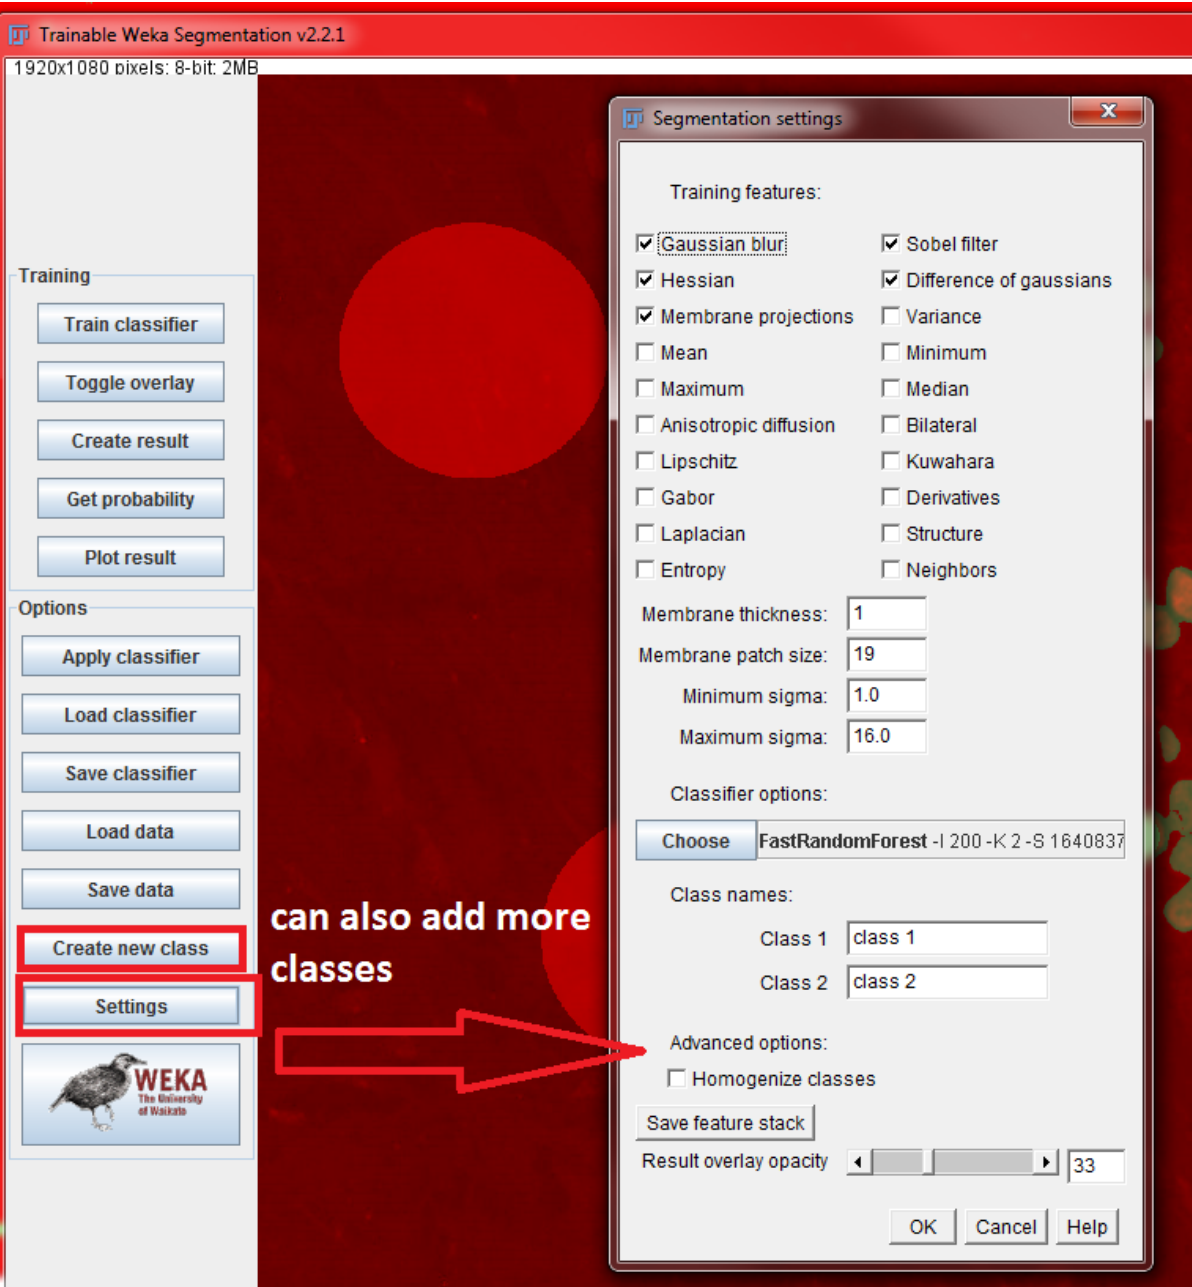 Trainable Weka Segmentation v2.2.1
1920x1080 pixels; 8-bit; 2MB
Training
Train classifier
Toggle overlay
Create result
Get probability
Plot result
Options
Apply classifier
Load classifier
Save classifier
Load data
Save data
Create new class
Settings
WEKA
The University
of Waikato
can also add more
classes
Segmentation settings
Training features:
Gaussian blur Sobel filter
Hessian Difference of gaussians
Membrane projections Variance
Mean Minimum
Maximum Median
Anisotropic diffusion Bilateral
Lipschitz Kuwahara
Gabor Derivatives
Laplacian Structure
Entropy Neighbors
Membrane thickness: 1
Membrane patch size: 19
Minimum sigma: 1.0
Maximum sigma: 16.0
Classifier options:
Choose FastRandomForest -I 200 -K 2 -S 1640837
Class names:
Class 1 class 1
Class 2 class 2
Advanced options:
Homogenize classes
Save feature stack
Result overlay opacity 33
OK Cancel Help